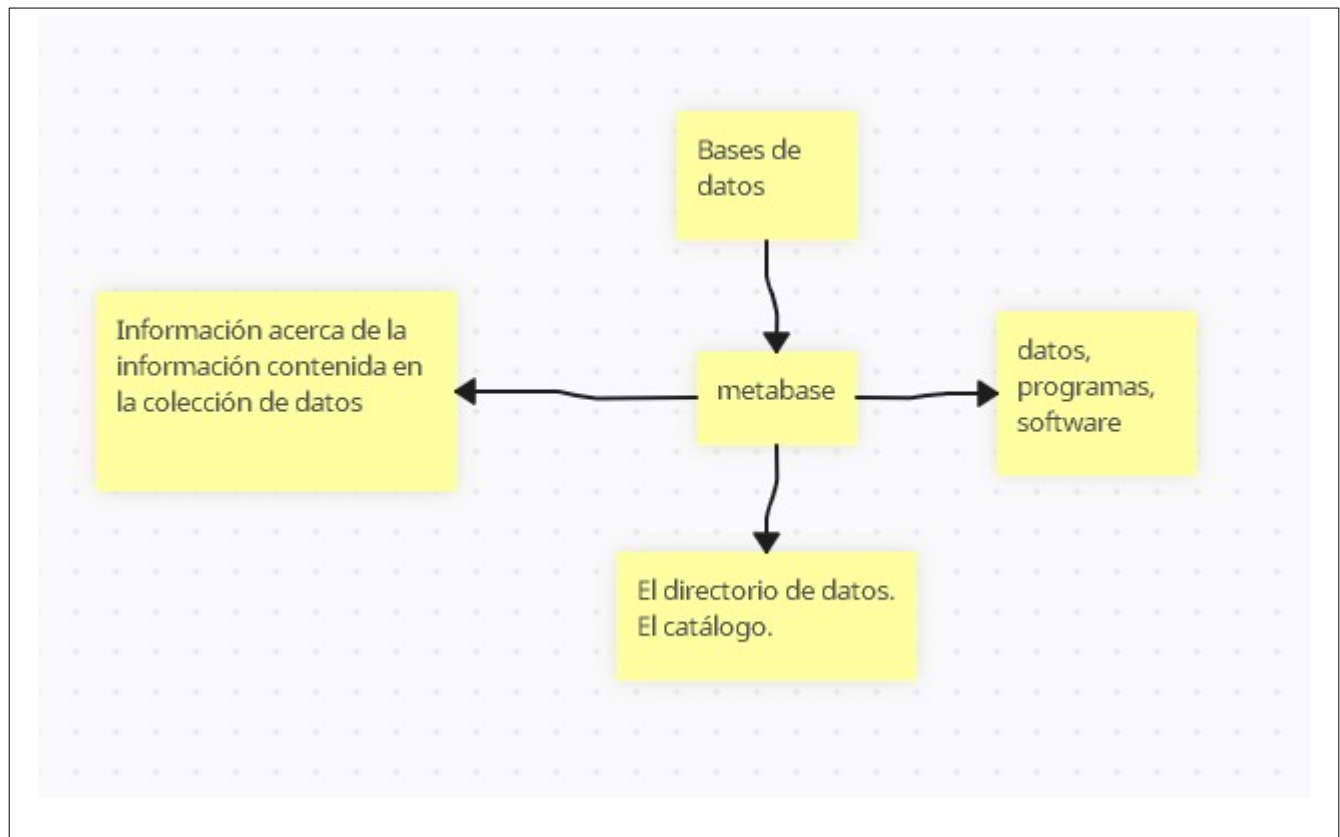 Bases de
datos
Información acerca de la
información contenida en
la colección de datos
metabase
datos,
programas,
software
El directorio de datos.
El catálogo.